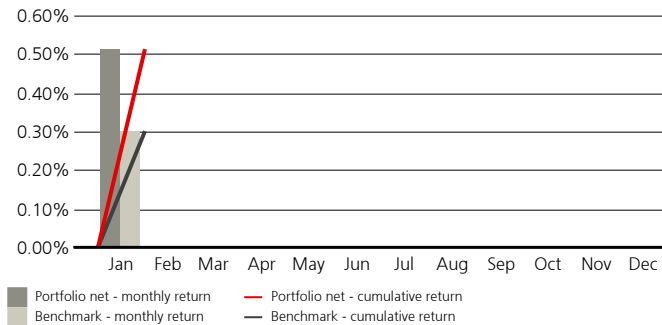 0.60%
0.50%
0.40%
0.30%
0.20%
0.10%
0.00%
Jan Feb Mar Apr May Jun Jul Aug Sep Oct Nov Dec
Portfolio net - monthly return Portfolio net - cumulative return
Benchmark - monthly return Benchmark - cumulative return